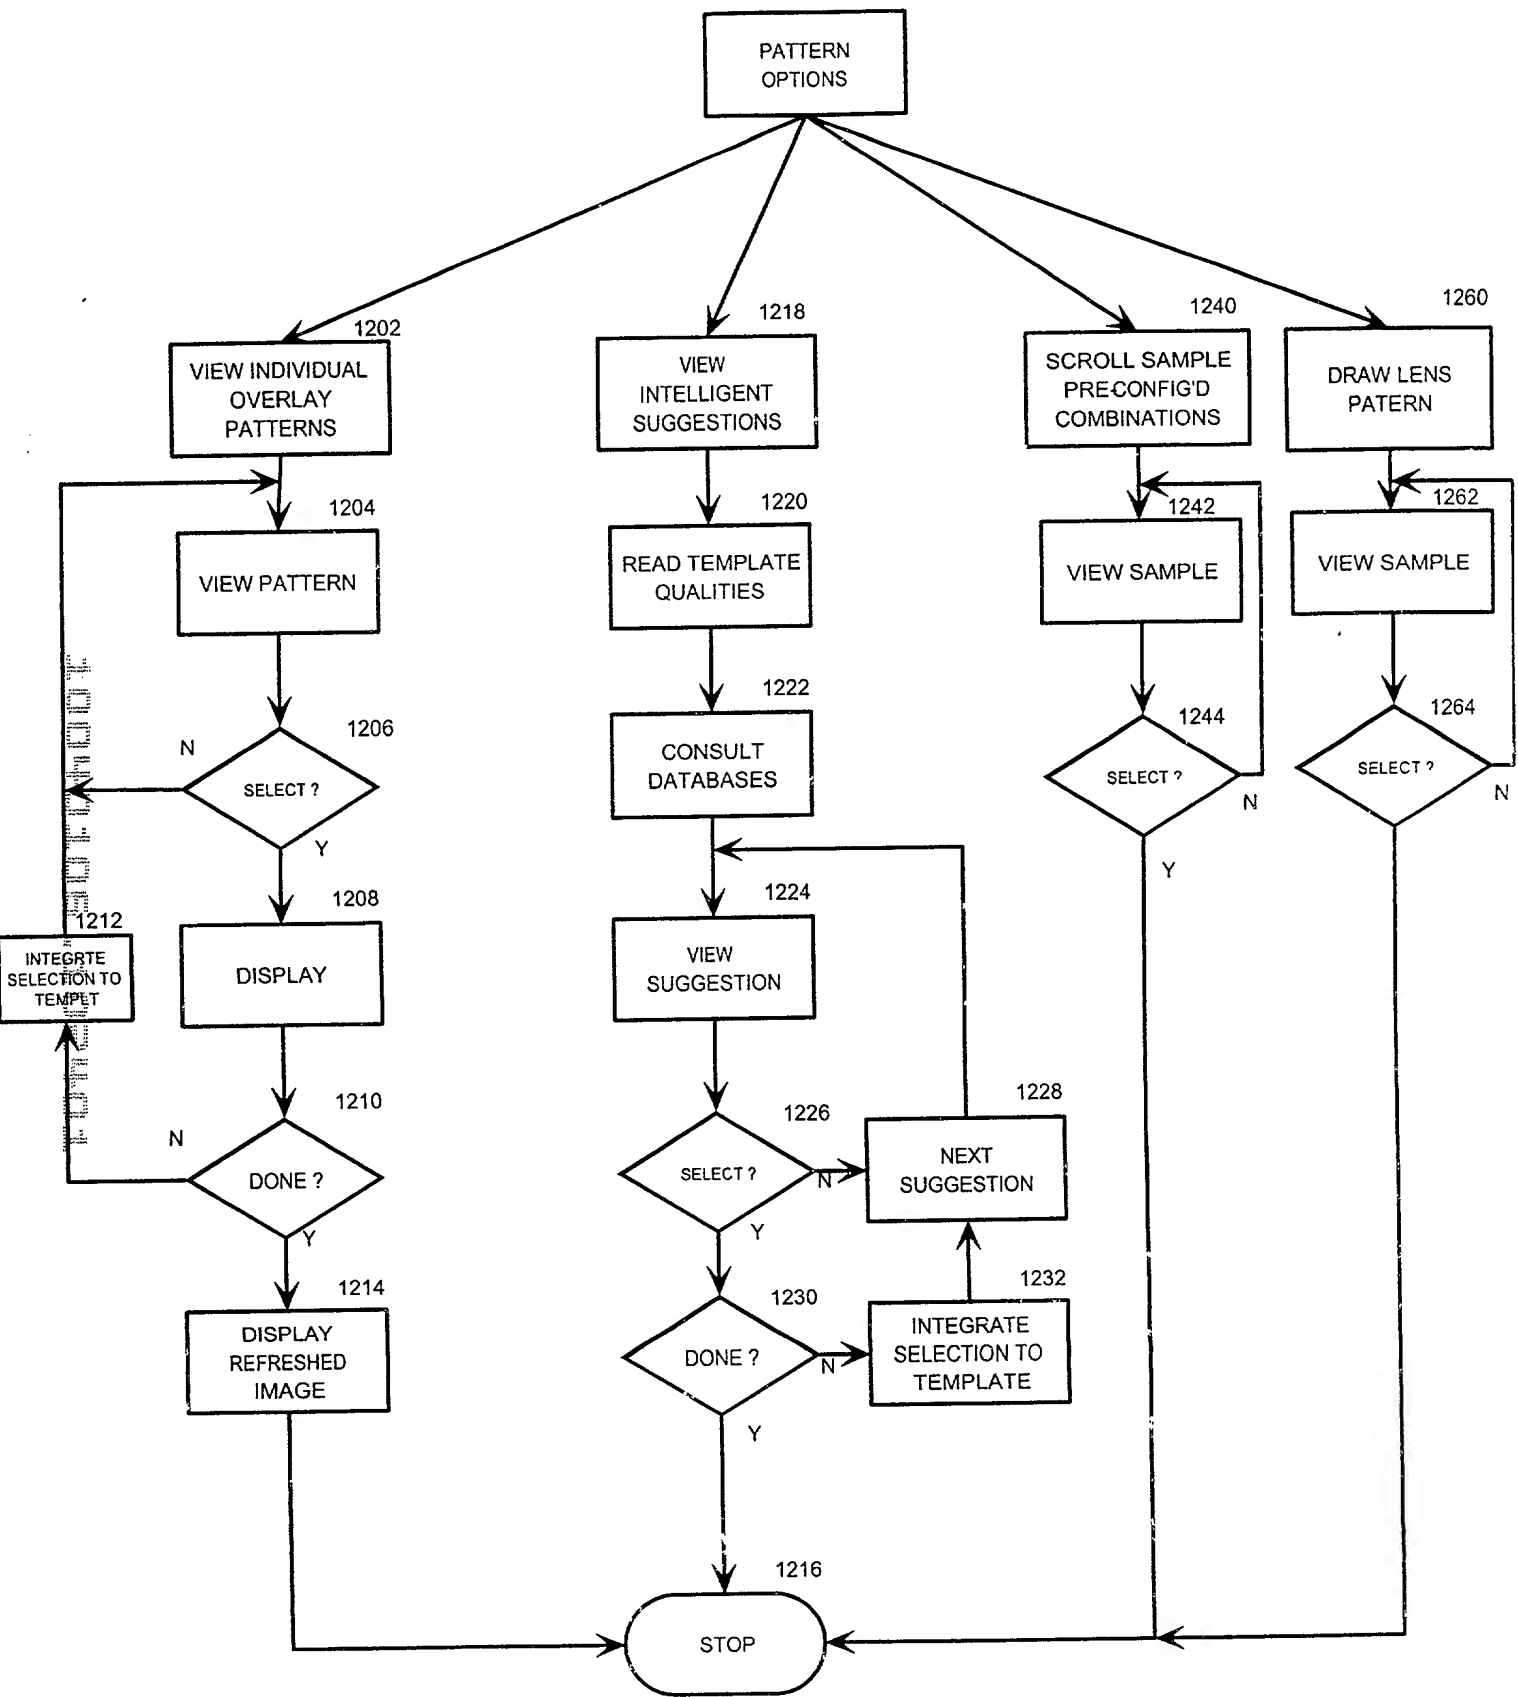 PATTERN
OPTIONS
1202
VIEW INDIVIDUAL
OVERLAY
PATTERNS
1204
VIEW PATTERN
1206
N
SELECT ?
Y
1208
DISPLAY
1212
INTEGRTE
SELECTION TO
TEMPLT
1210
N
DONE ?
Y
1214
DISPLAY
REFRESHED
IMAGE
1218
VIEW
INTELLIGENT
SUGGESTIONS
1220
READ TEMPLATE
QUALITIES
1222
CONSULT
DATABASES
1224
VIEW
SUGGESTION
1226
SELECT ?
N
Y
1228
NEXT
SUGGESTION
1230
DONE ?
N
Y
1232
INTEGRATE
SELECTION TO
TEMPLATE
1240
SCROLL SAMPLE
PRE-CONFIG'D
COMBINATIONS
1242
VIEW SAMPLE
1244
SELECT ?
N
Y
1260
DRAW LENS
PATERN
1262
VIEW SAMPLE
1264
SELECT ?
N
1216
STOP